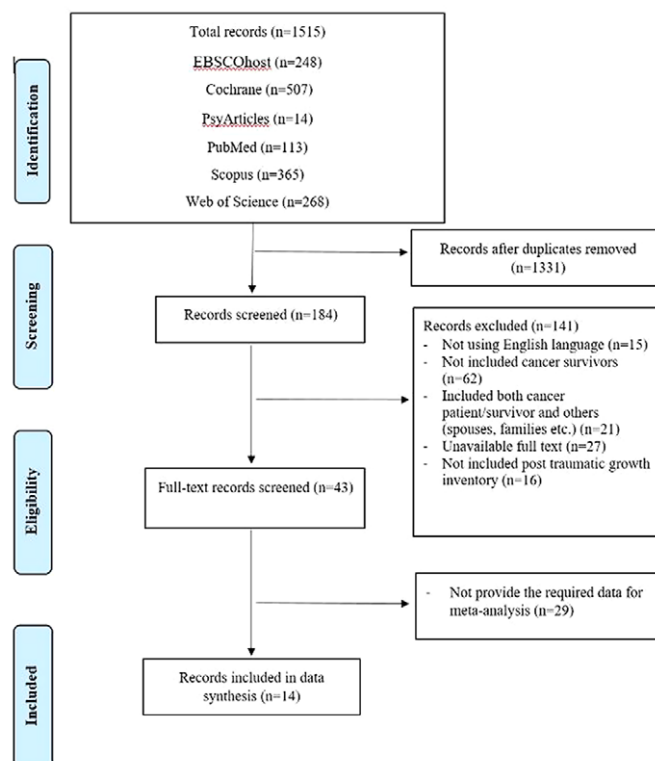 Total records (n=1515)
EBSCOhost (n=248)
Cochrane (n=507)
PsyArticles (n=14)
PubMed (n=113)
Scopus (n=365)
Web of Science (n=268)
Identification
Records after duplicates removed
(n=1331)
Screening
Records screened (n=184)
Records excluded (n=141)
- Not using English language (n=15)
- Not included cancer survivors
(n=62)
- Included both cancer
patient/survivor and others
(spouses, families etc.) (n=21)
- Unavailable full text (n=27)
- Not included post traumatic growth
inventory (n=16)
Eligibility
Full-text records screened (n=43)
- Not provide the required data for
meta-analysis (n=29)
Included
Records included in data
synthesis (n=14)